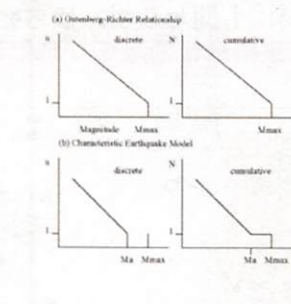 (a) Gutenberg-Richter Relationship
n discrete N cumulative
1 1
Magnitude Mmax Mmax
(b) Characteristic Earthquake Model
n discrete N cumulative
1 1
Ma Mmax Ma Mmax